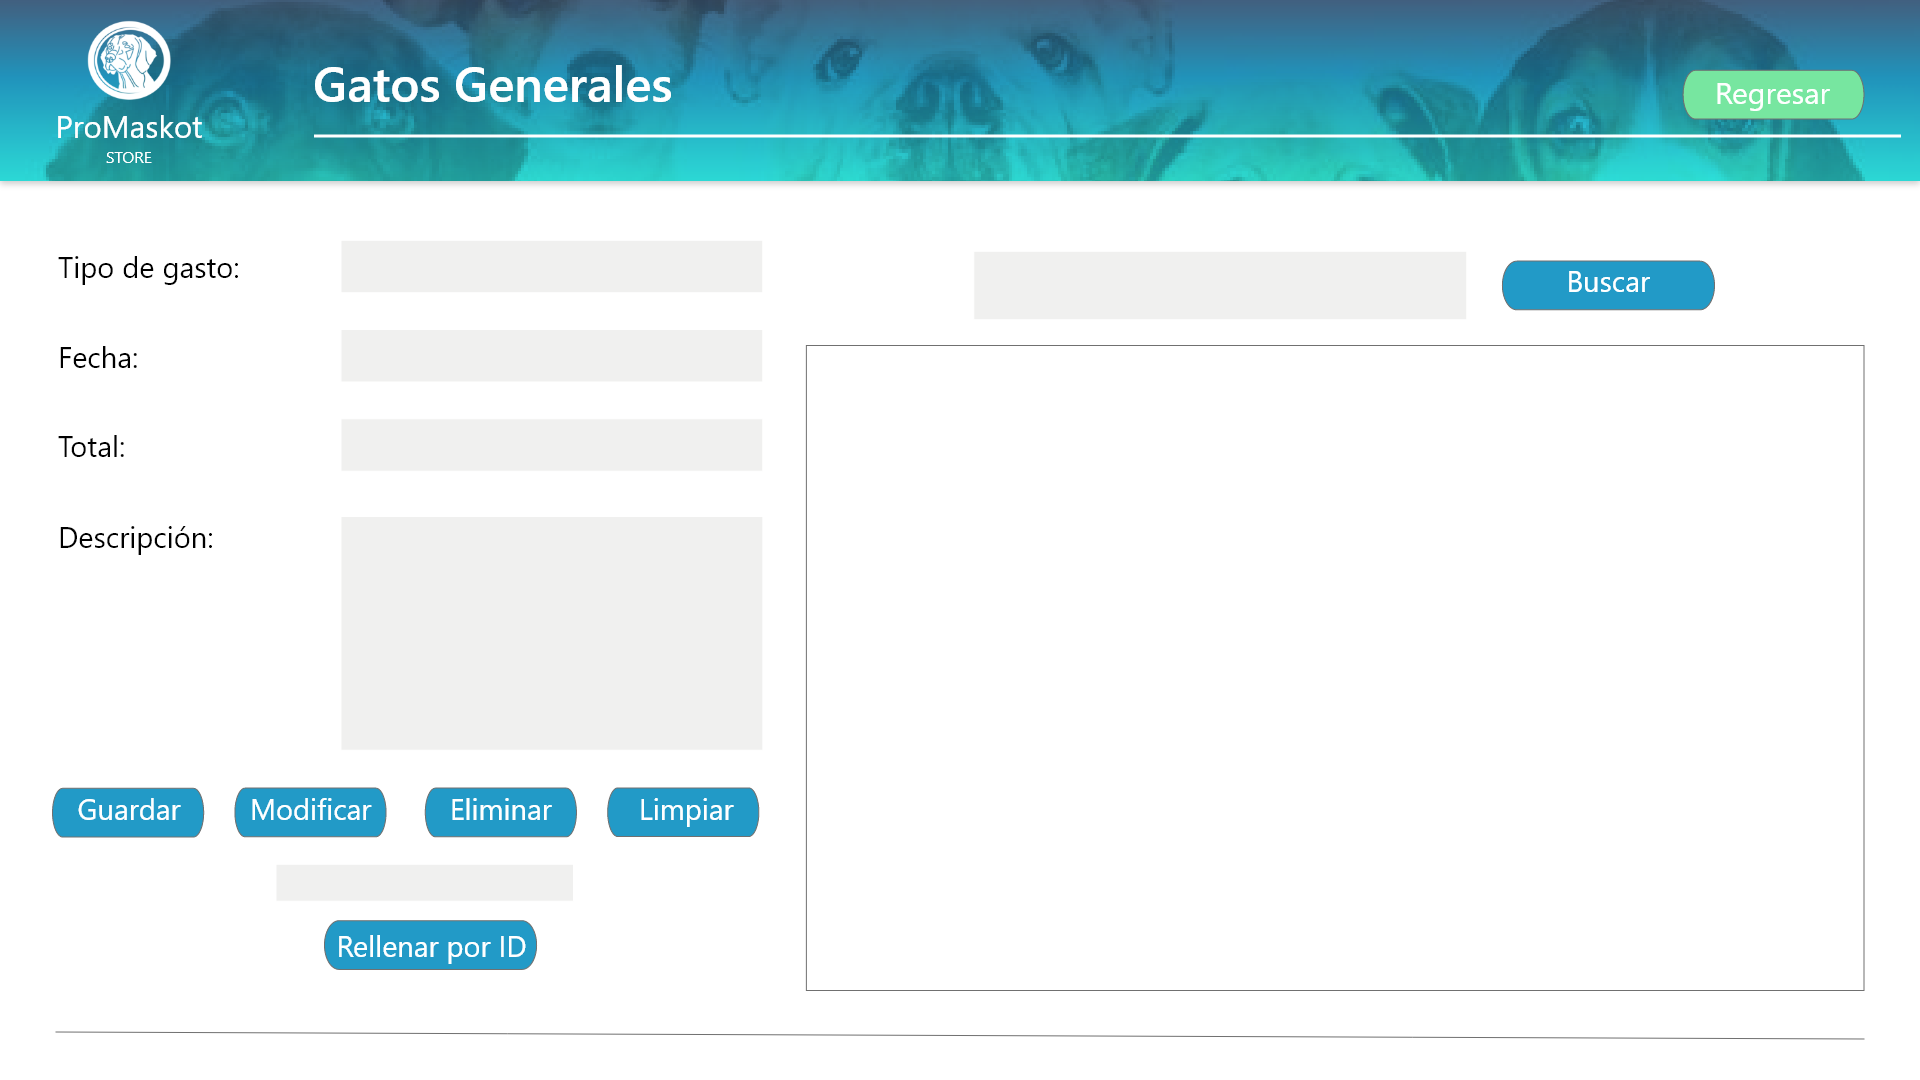 ProMaskot
STORE
Gatos Generales
Regresar
Tipo de gasto:
Fecha:
Total:
Descripción:
Guardar
Modificar
Eliminar
Limpiar
Rellenar por ID
Buscar